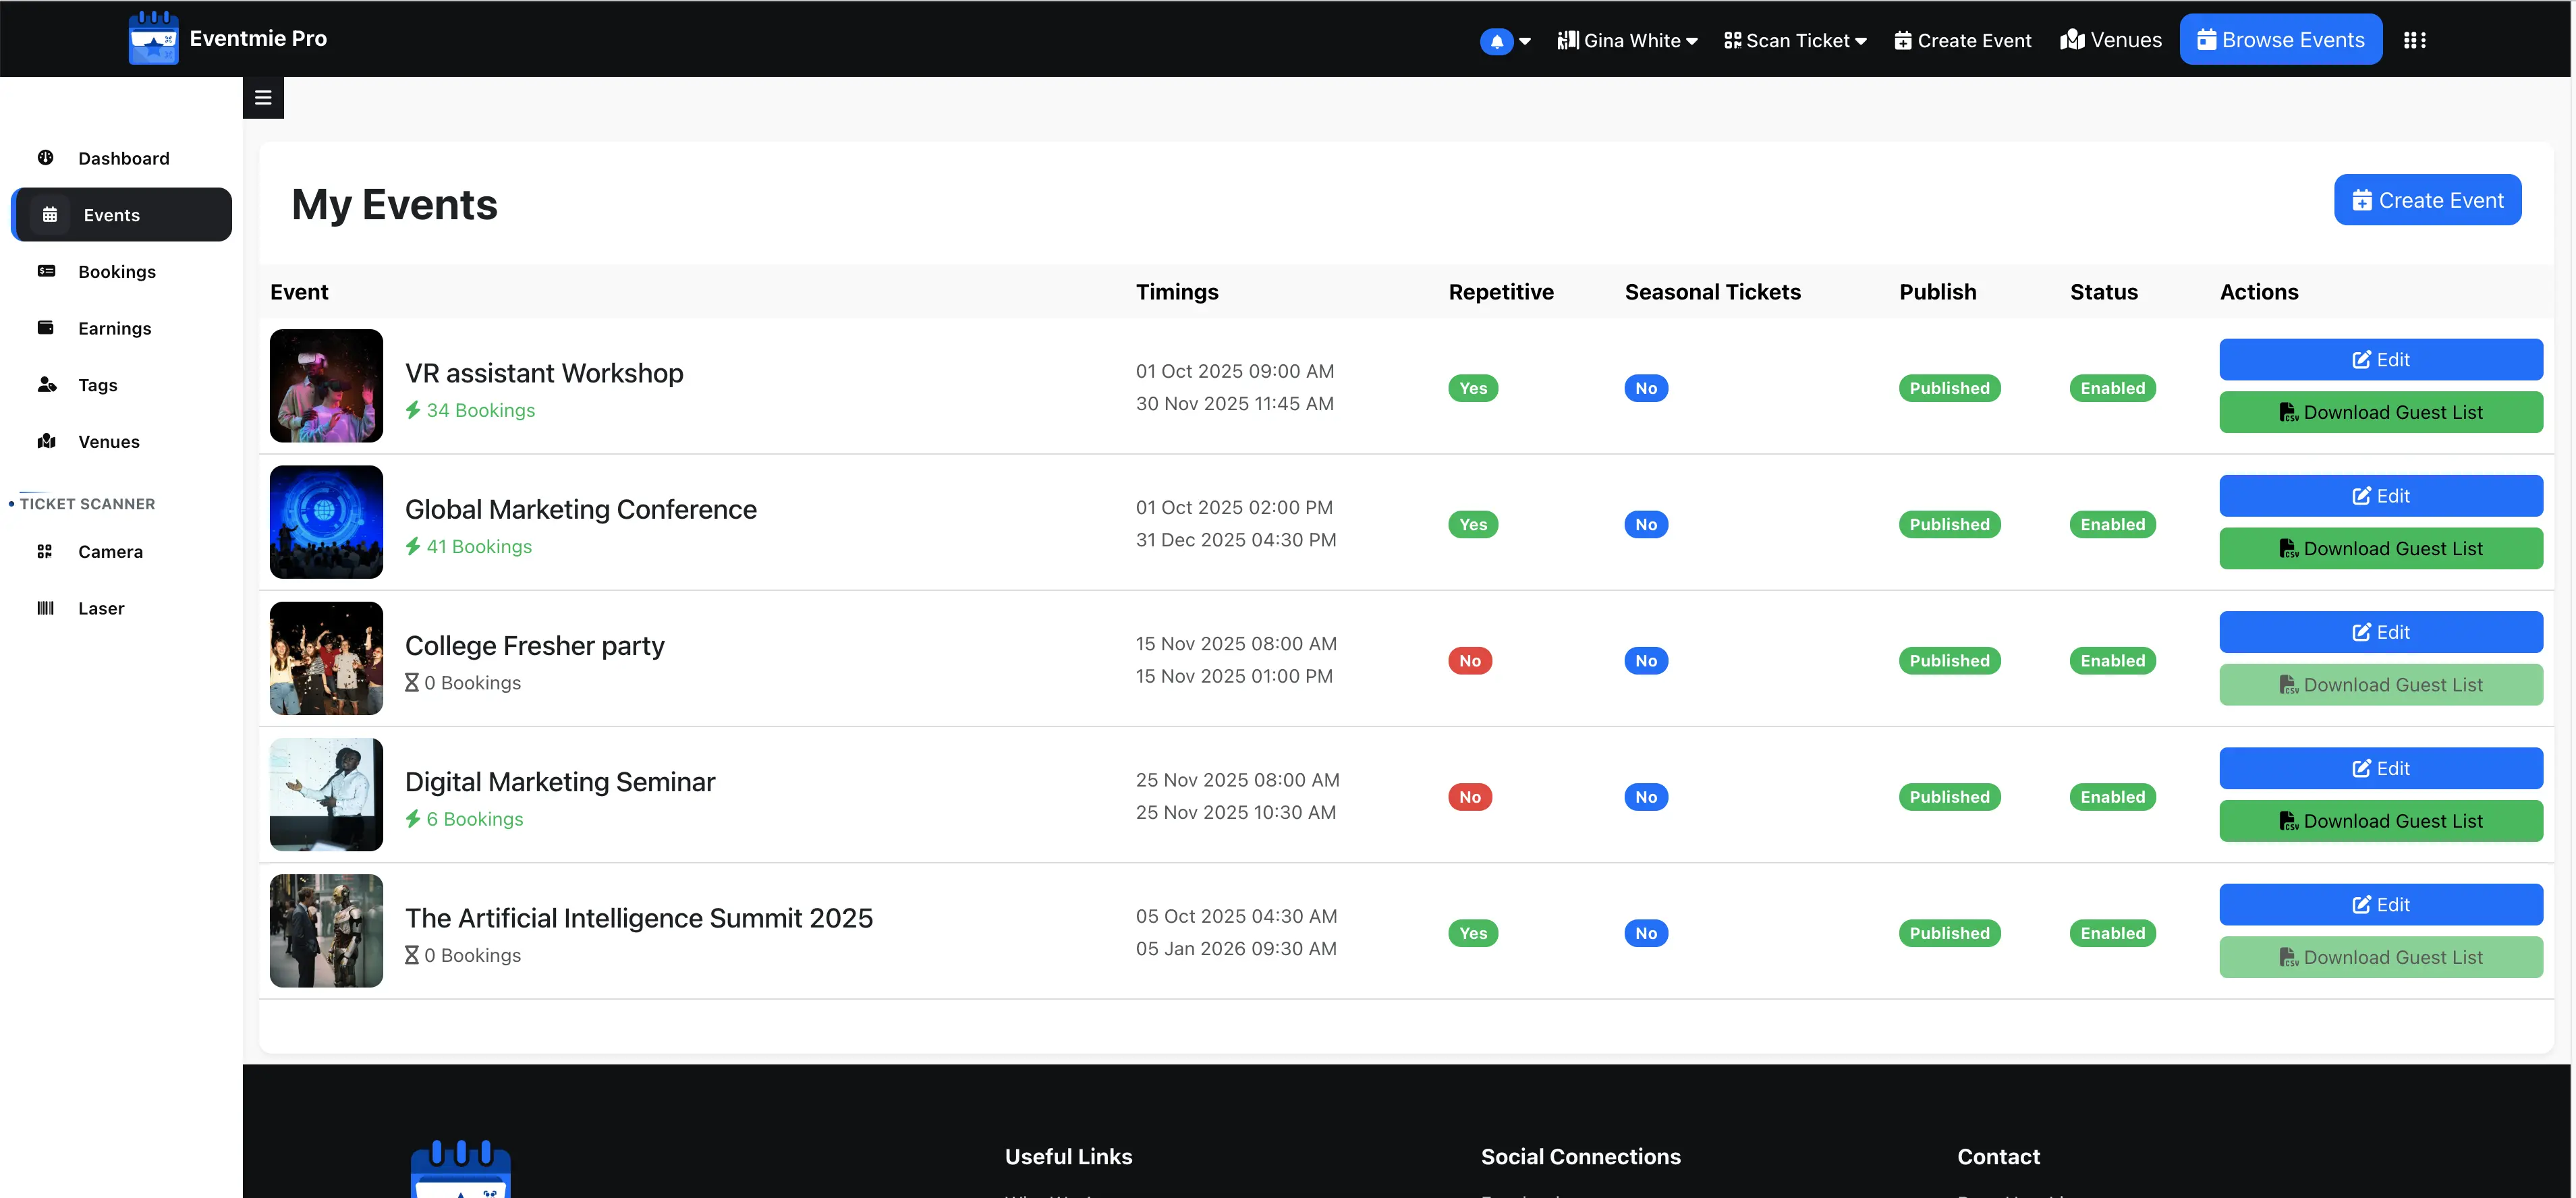 Eventmie Pro
Gina White
Scan Ticket
Create Event
Venues
Browse Events
Dashboard
Events
Bookings
Earnings
Tags
Venues
TICKET SCANNER
Camera
Laser
My Events
Create Event
Event
Timings
Repetitive
Seasonal Tickets
Publish
Status
Actions
VR assistant Workshop
34 Bookings
01 Oct 2025 09:00 AM
30 Nov 2025 11:45 AM
Yes
No
Published
Enabled
Edit
Download Guest List
Global Marketing Conference
41 Bookings
01 Oct 2025 02:00 PM
31 Dec 2025 04:30 PM
Yes
No
Published
Enabled
Edit
Download Guest List
College Fresher party
0 Bookings
15 Nov 2025 08:00 AM
15 Nov 2025 01:00 PM
No
No
Published
Enabled
Edit
Download Guest List
Digital Marketing Seminar
6 Bookings
25 Nov 2025 08:00 AM
25 Nov 2025 10:30 AM
No
No
Published
Enabled
Edit
Download Guest List
The Artificial Intelligence Summit 2025
0 Bookings
05 Oct 2025 04:30 AM
05 Jan 2026 09:30 AM
Yes
No
Published
Enabled
Edit
Download Guest List
Useful Links
Social Connections
Contact